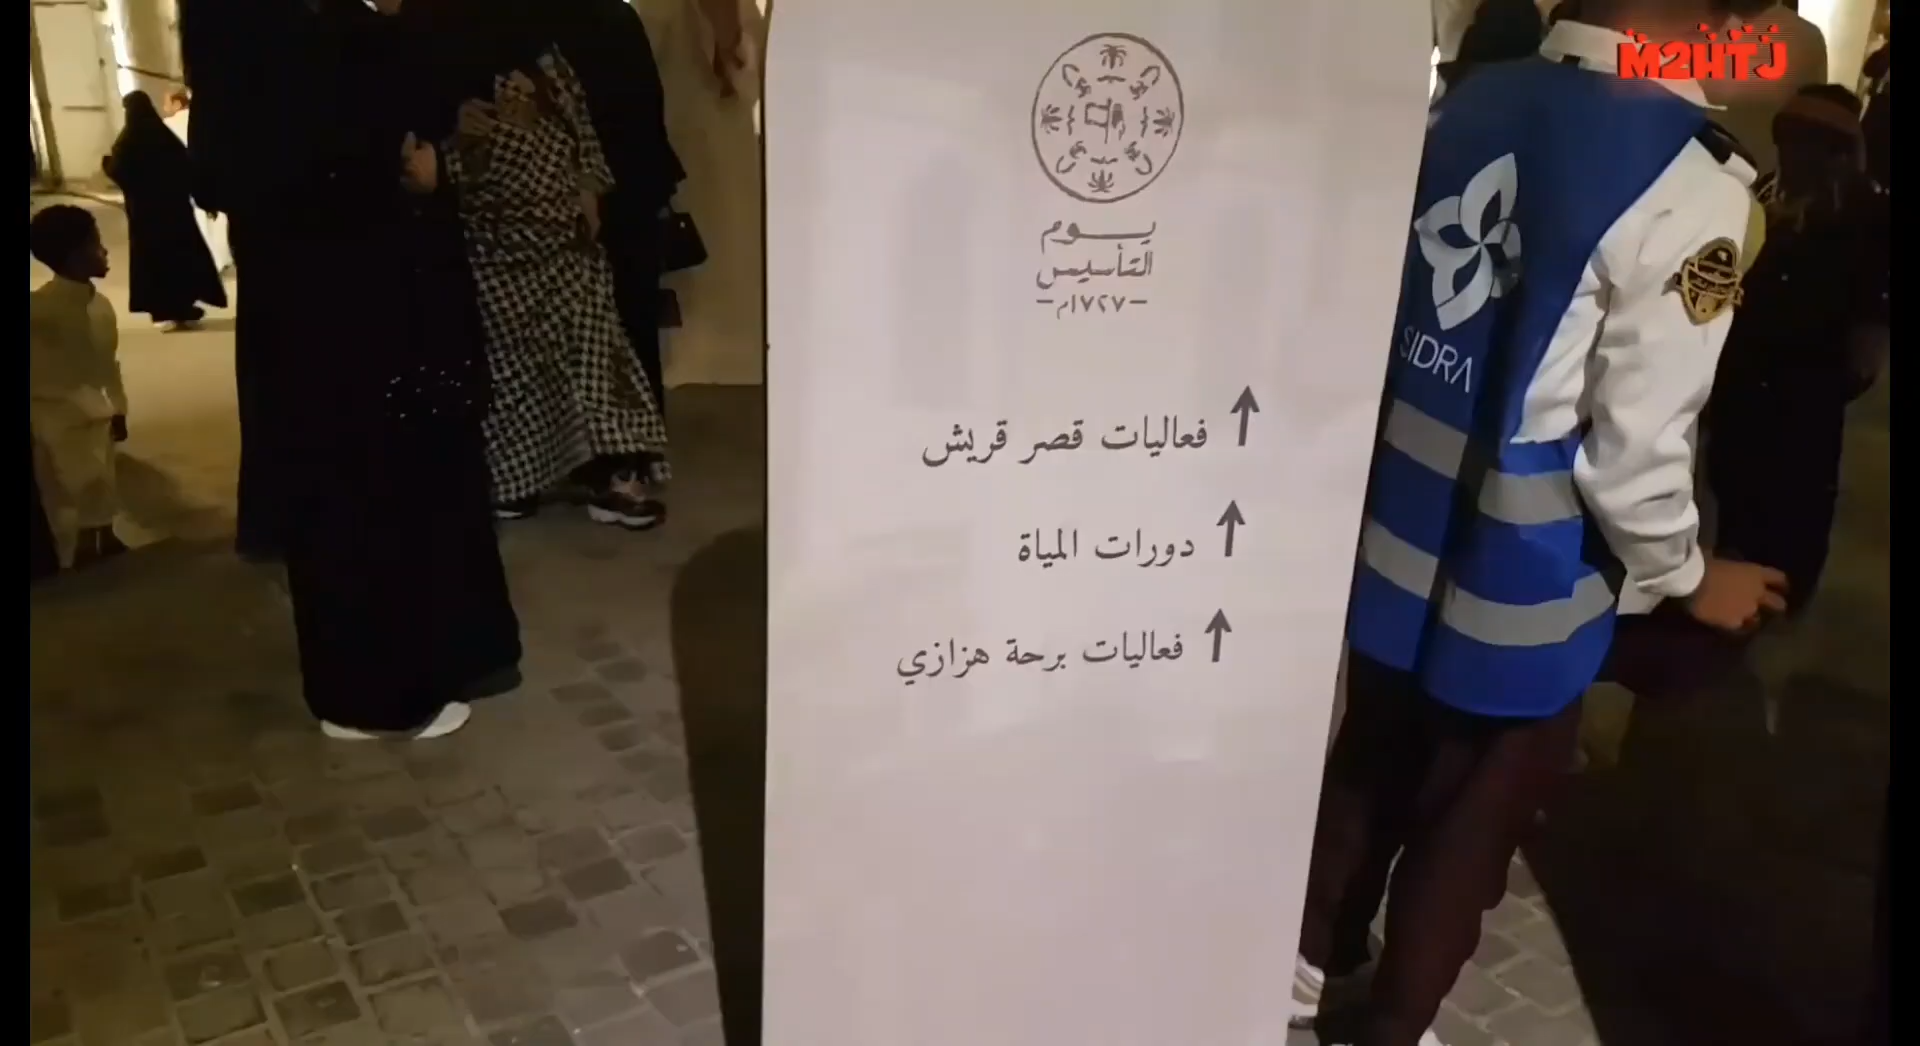 M2HTJ
يوم
التأسيس
-١٧٢٧م-
↑ فعاليات قصر قريش
↑ دورات المياة
↑ فعاليات برحة هزازي
SIDRA